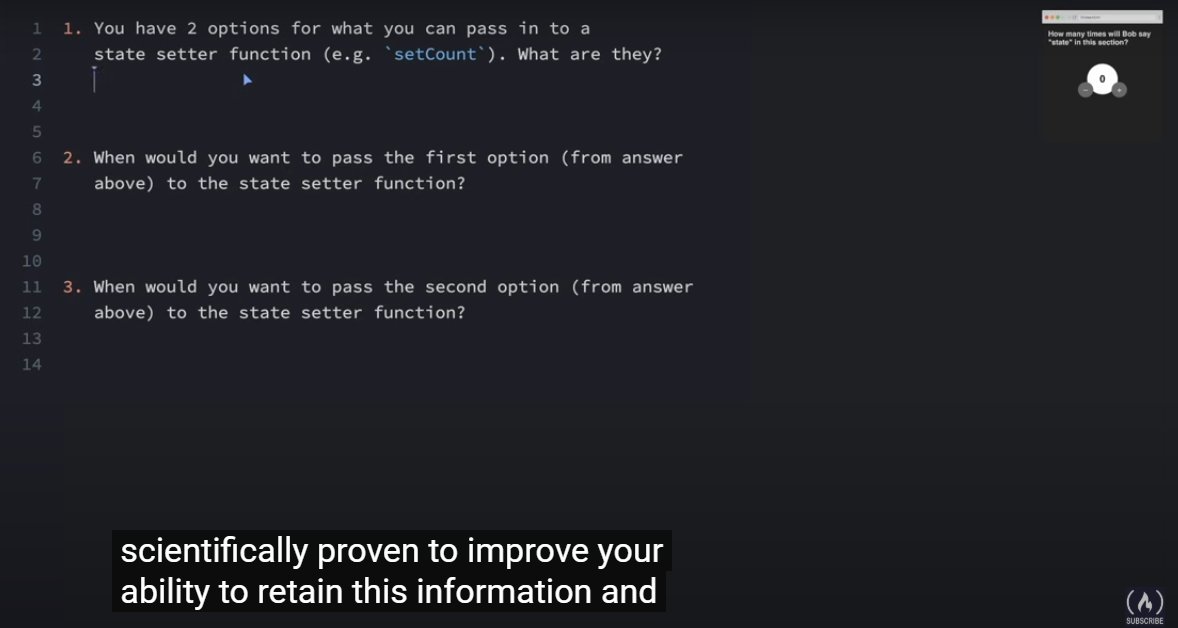 1 1. You have 2 options for what you can pass in to a
2 state setter function (e.g. `setCount`). What are they?
3
4
5
6 2. When would you want to pass the first option (from answer
7 above) to the state setter function?
8
9
10
11 3. When would you want to pass the second option (from answer
12 above) to the state setter function?
13
14
How many times will Bob say
"state" in this section?
− 0 +
scientifically proven to improve your
ability to retain this information and
SUBSCRIBE